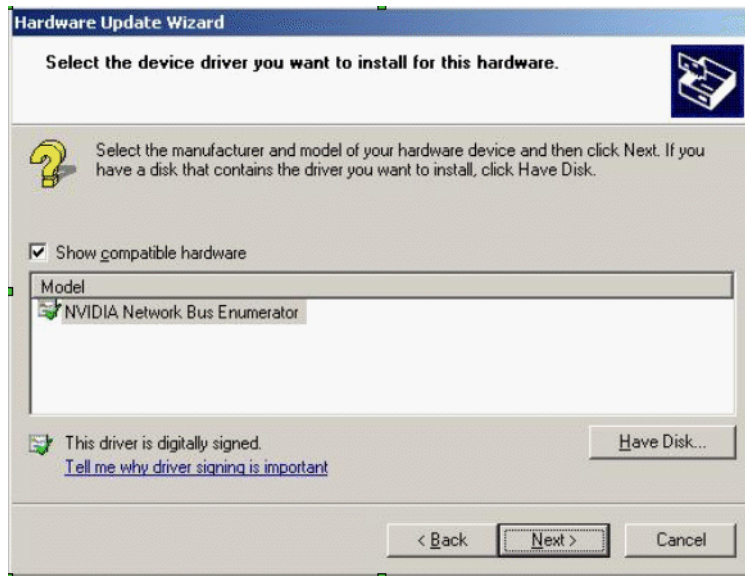 Hardware Update Wizard
Select the device driver you want to install for this hardware.
Select the manufacturer and model of your hardware device and then click Next. If you
have a disk that contains the driver you want to install, click Have Disk.
Show compatible hardware
Model
NVIDIA Network Bus Enumerator
This driver is digitally signed.
Have Disk...
Tell me why driver signing is important
< Back Next > Cancel